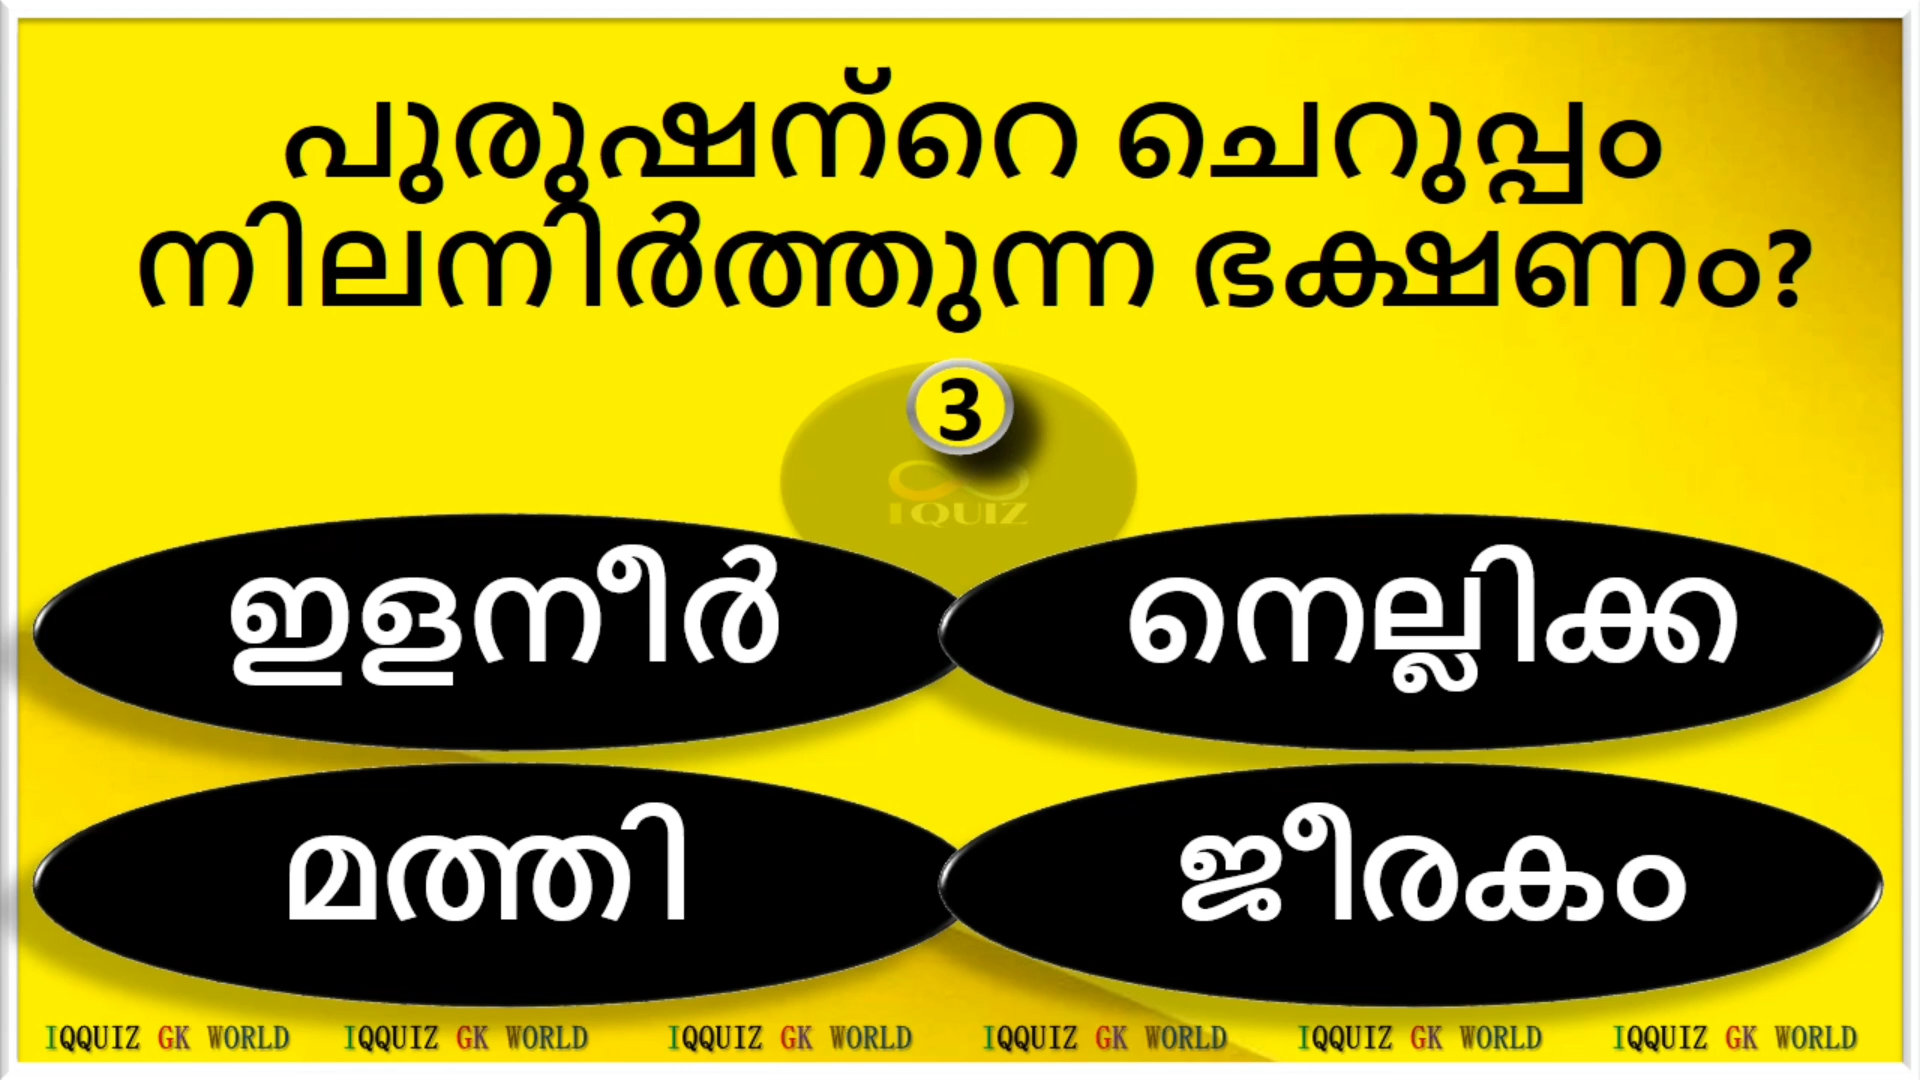 പുരുഷന്റെ ചെറുപ്പം
നിലനിർത്തുന്ന ഭക്ഷണം?
3
IQUIZ
ഇളനീർ
നെല്ലിക്ക
മത്തി
ജീരകം
IQQUIZ GK WORLD IQQUIZ GK WORLD IQQUIZ GK WORLD IQQUIZ GK WORLD IQQUIZ GK WORLD IQQUIZ GK WORLD